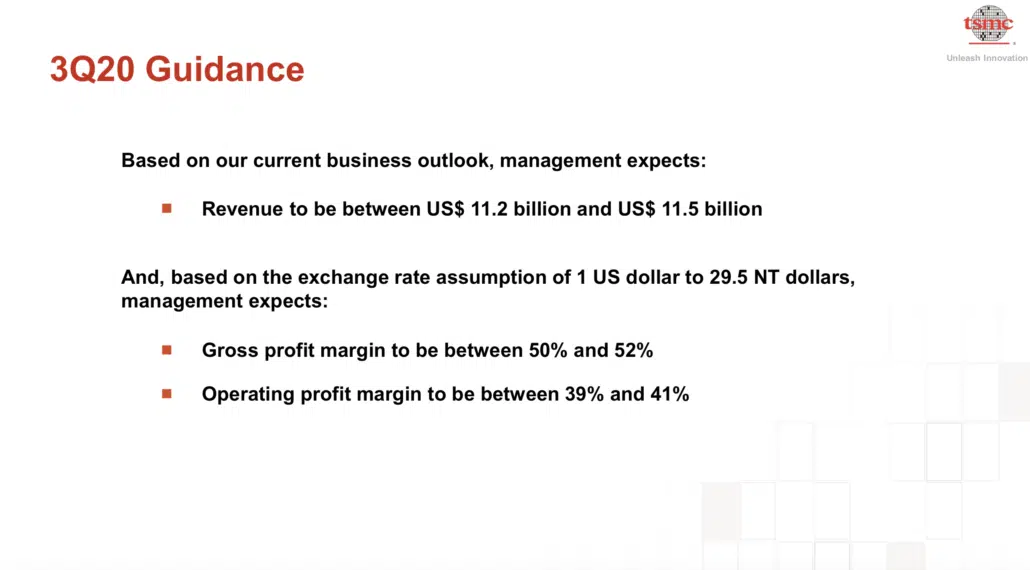 tsmc
Unleash Innovation
3Q20 Guidance
Based on our current business outlook, management expects:
Revenue to be between US$ 11.2 billion and US$ 11.5 billion
And, based on the exchange rate assumption of 1 US dollar to 29.5 NT dollars,
management expects:
Gross profit margin to be between 50% and 52%
Operating profit margin to be between 39% and 41%